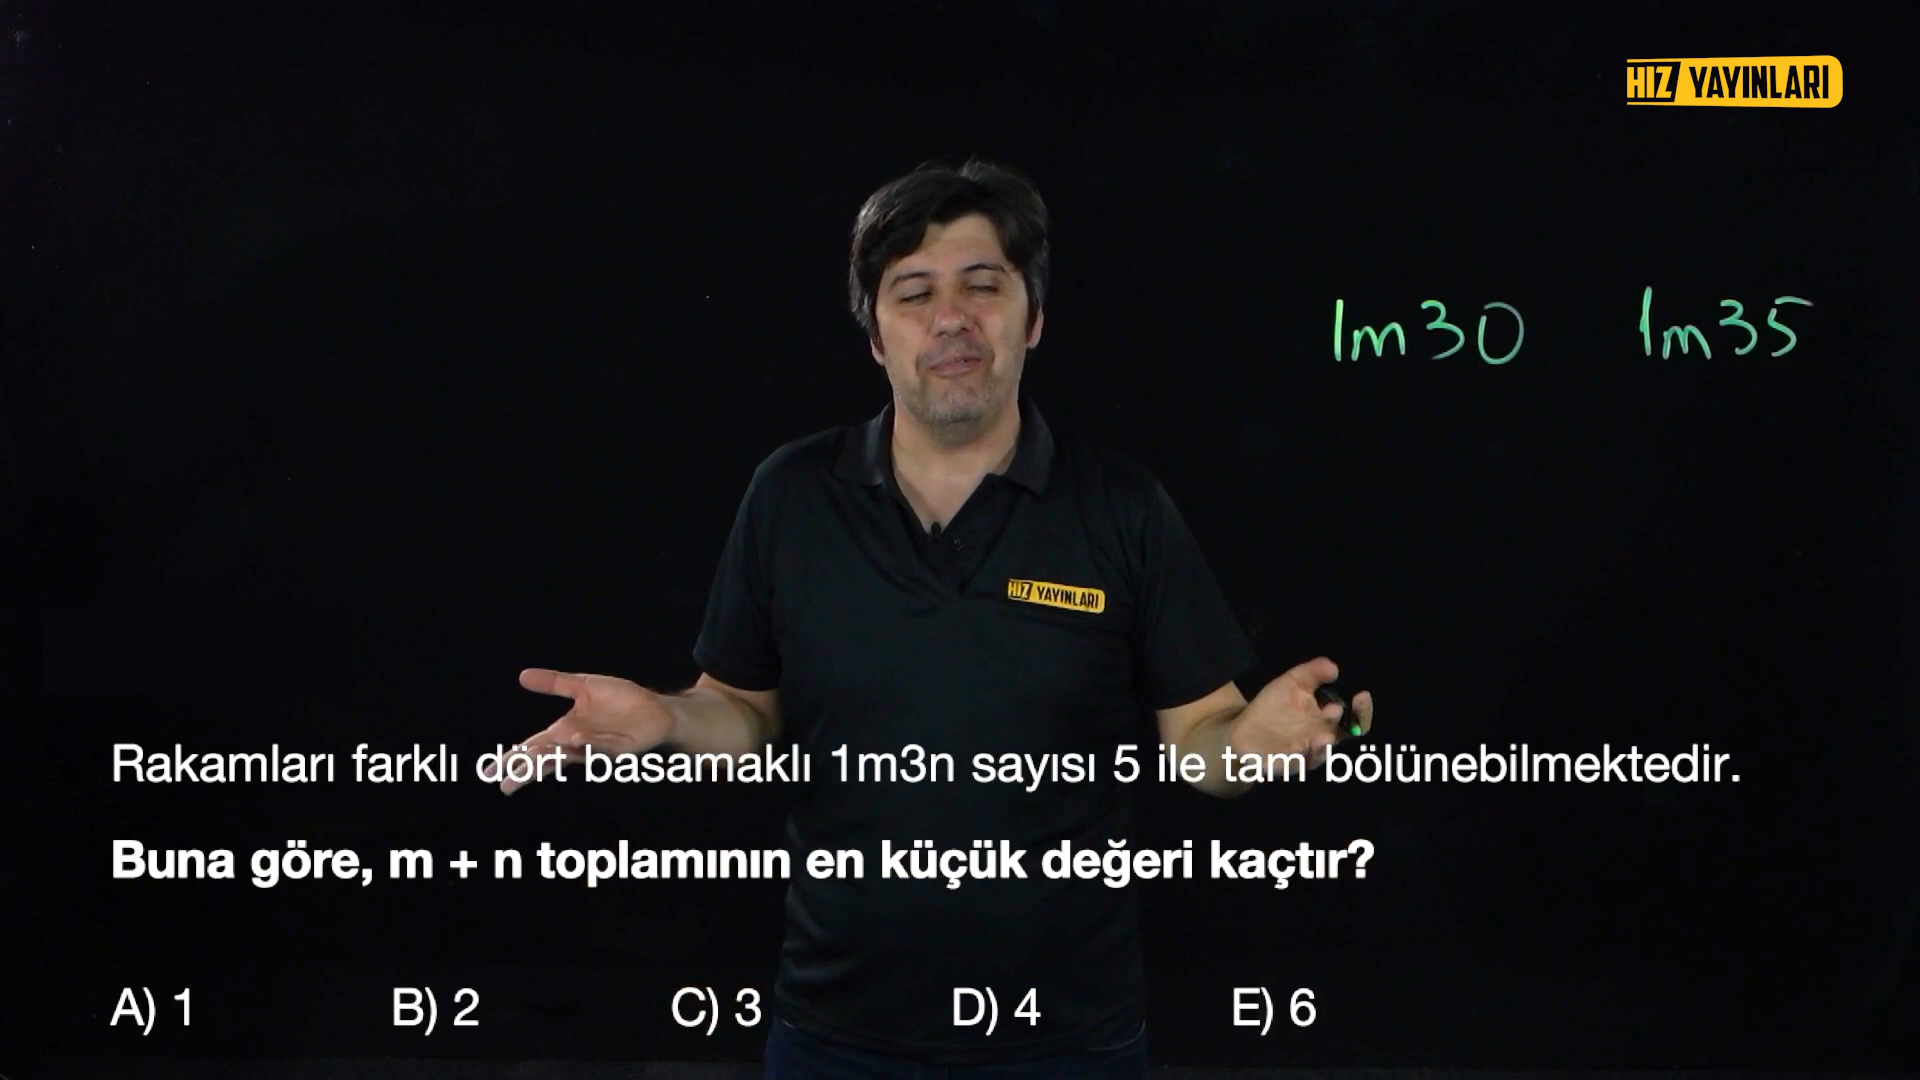 HIZ YAYINLARI
1m30 1m35
HIZ YAYINLARI
Rakamları farklı dört basamaklı 1m3n sayısı 5 ile tam bölünebilmektedir.
Buna göre, m + n toplamının en küçük değeri kaçtır?
A) 1 B) 2 C) 3 D) 4 E) 6